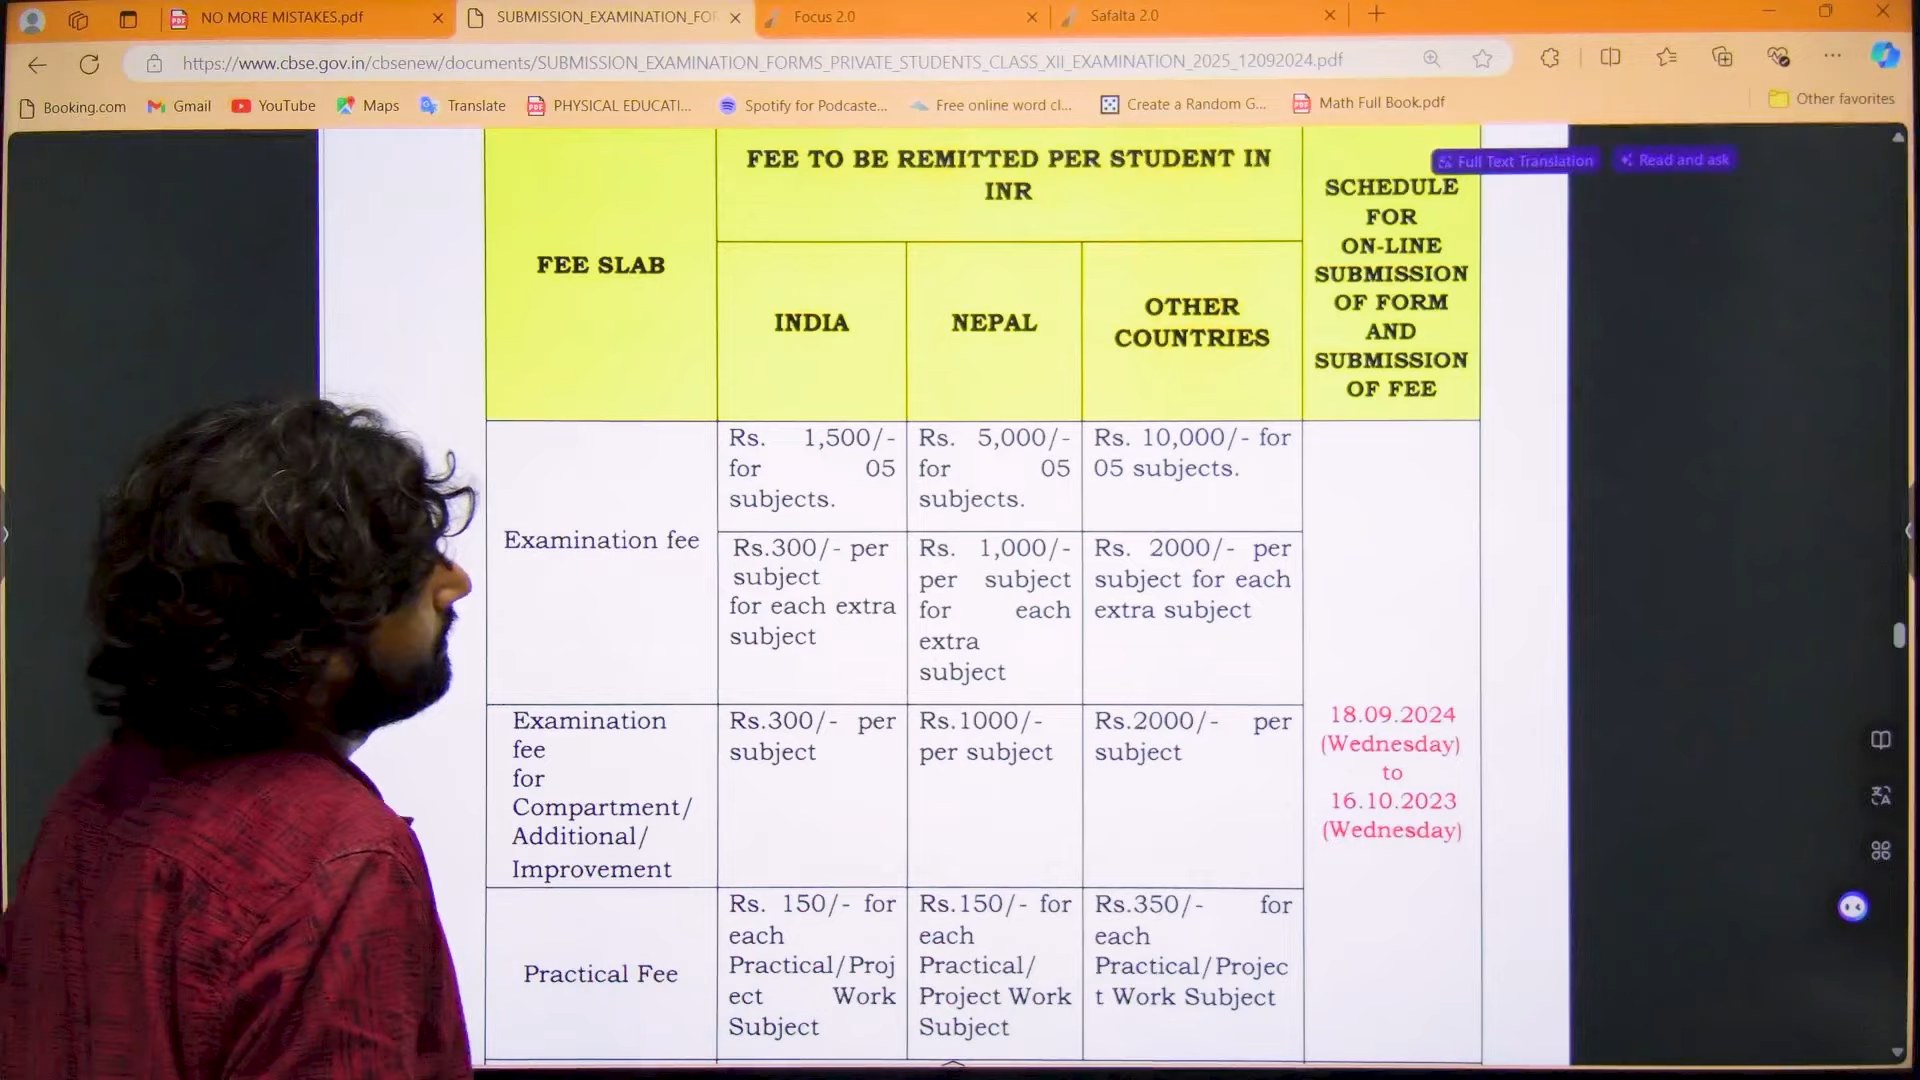 NO MORE MISTAKES.pdf
SUBMISSION_EXAMINATION_FO
Focus 2.0
Safalta 2.0
https://www.cbse.gov.in/cbsenew/documents/SUBMISSION_EXAMINATION_FORMS_PRIVATE_STUDENTS_CLASS_XII_EXAMINATION_2025_12092024.pdf
Booking.com
Gmail
YouTube
Maps
Translate
PHYSICAL EDUCATI...
Spotify for Podcaste...
Free online word cl...
Create a Random G...
Math Full Book.pdf
Other favorites
Full Text Translation
Read and ask
FEE SLAB
FEE TO BE REMITTED PER STUDENT IN
INR
INDIA
NEPAL
OTHER
COUNTRIES
SCHEDULE
FOR
ON-LINE
SUBMISSION
OF FORM
AND
SUBMISSION
OF FEE
Examination fee
Rs. 1,500/-
for 05
subjects.
Rs. 5,000/-
for 05
subjects.
Rs. 10,000/- for
05 subjects.
Rs.300/- per
subject
for each extra
subject
Rs. 1,000/-
per subject
for each
extra
subject
Rs. 2000/- per
subject for each
extra subject
Examination
fee
for
Compartment/
Additional/
Improvement
Rs.300/- per
subject
Rs.1000/-
per subject
Rs.2000/- per
subject
18.09.2024
(Wednesday)
to
16.10.2023
(Wednesday)
Practical Fee
Rs. 150/- for
each
Practical/Proj
ect Work
Subject
Rs.150/- for
each
Practical/
Project Work
Subject
Rs.350/- for
each
Practical/Projec
t Work Subject